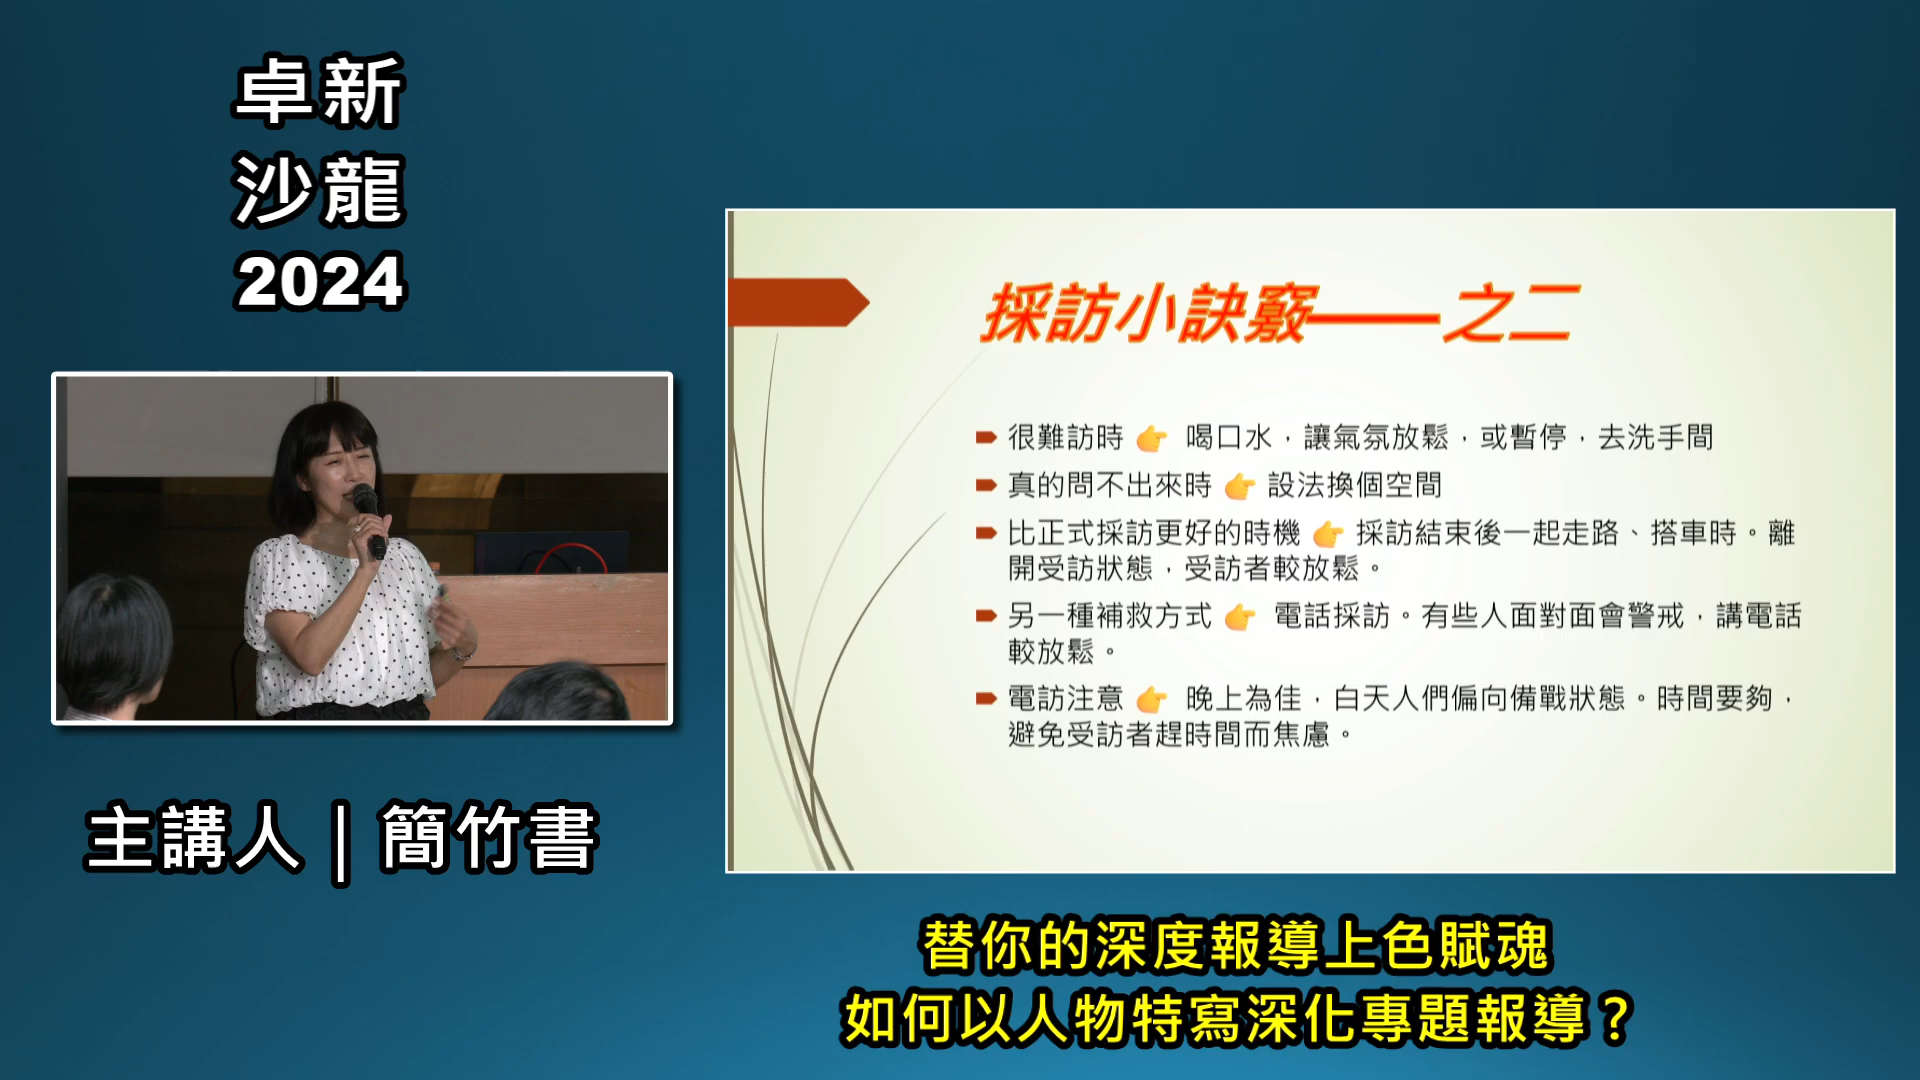 卓新
沙龍
2024
主講人｜簡竹書
採訪小訣竅——之二
很難訪時 👉 喝口水，讓氣氛放鬆，或暫停，去洗手間
真的問不出來時 👉 設法換個空間
比正式採訪更好的時機 👉 採訪結束後一起走路、搭車時。離
開受訪狀態，受訪者較放鬆。
另一種補救方式 👉 電話採訪。有些人面對面會警戒，講電話
較放鬆。
電訪注意 👉 晚上為佳，白天人們偏向備戰狀態。時間要夠，
避免受訪者趕時間而焦慮。
替你的深度報導上色賦魂
如何以人物特寫深化專題報導？